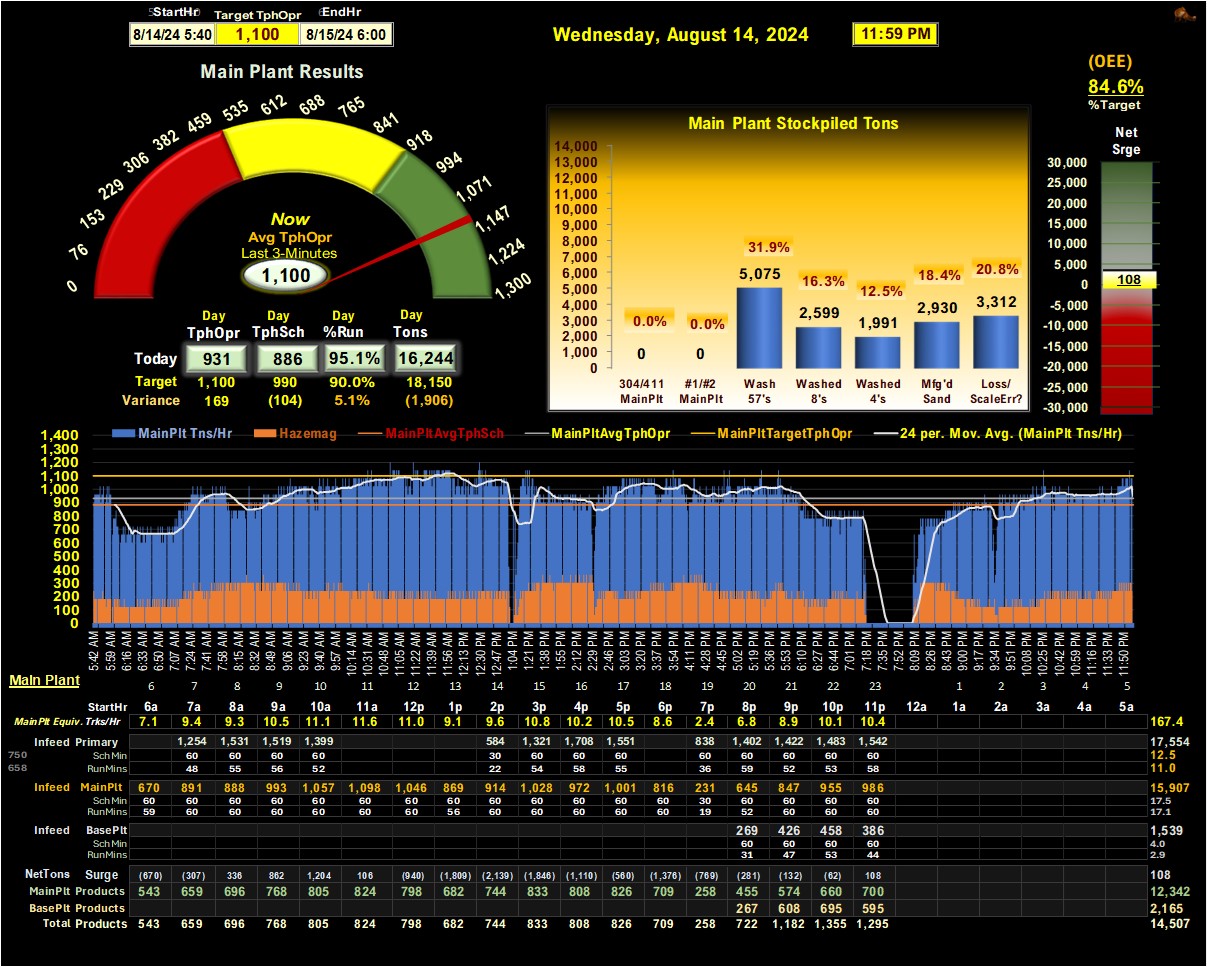 StartHr Target TphOpr EndHr
8/14/24 5:40 1,100 8/15/24 6:00
Wednesday, August 14, 2024 11:59 PM
(OEE)
84.6%
%Target
Main Plant Results
0 76 153 229 306 382 459 535 612 688 765 841 918 994 1,071 1,147 1,224 1,300
Now
Avg TphOpr
Last 3-Minutes
1,100
Day Day Day Day
TphOpr TphSch %Run Tons
Today 931 886 95.1% 16,244
Target 1,100 990 90.0% 18,150
Variance 169 (104) 5.1% (1,906)
Main Plant Stockpiled Tons
14,000
13,000
12,000
11,000
10,000
9,000
8,000
7,000
6,000
5,000
4,000
3,000
2,000
1,000
0
0.0% 0.0% 31.9% 16.3% 12.5% 18.4% 20.8%
0 0 5,075 2,599 1,991 2,930 3,312
304/411 #1/#2 Wash Washed Washed Mfg'd Loss/
MainPlt MainPlt 57's 8's 4's Sand ScaleErr?
Net
Srge
30,000
25,000
20,000
15,000
10,000
5,000
0
-5,000
-10,000
-15,000
-20,000
-25,000
-30,000
108
MainPlt Tns/Hr Hazemag MainPltAvgTphSch MainPltAvgTphOpr MainPltTargetTphOpr 24 per. Mov. Avg. (MainPlt Tns/Hr)
1,400
1,300
1,200
1,100
1,000
900
800
700
600
500
400
300
200
100
0
5:42 AM 5:59 AM 6:16 AM 6:33 AM 6:50 AM 7:07 AM 7:24 AM 7:41 AM 7:58 AM 8:15 AM 8:32 AM 8:49 AM 9:06 AM 9:23 AM 9:40 AM 9:57 AM 10:14 AM 10:31 AM 10:48 AM 11:05 AM 11:22 AM 11:39 AM 11:56 AM 12:13 PM 12:30 PM 12:47 PM 1:04 PM 1:21 PM 1:38 PM 1:55 PM 2:12 PM 2:29 PM 2:46 PM 3:03 PM 3:20 PM 3:37 PM 3:54 PM 4:11 PM 4:28 PM 4:45 PM 5:02 PM 5:19 PM 5:36 PM 5:53 PM 6:10 PM 6:27 PM 6:44 PM 7:01 PM 7:18 PM 7:35 PM 7:52 PM 8:09 PM 8:26 PM 8:43 PM 9:00 PM 9:17 PM 9:34 PM 9:51 PM 10:08 PM 10:25 PM 10:42 PM 10:59 PM 11:16 PM 11:33 PM 11:50 PM
Main Plant
6 7 8 9 10 11 12 13 14 15 16 17 18 19 20 21 22 23 1 2 3 4 5
StartHr 6a 7a 8a 9a 10a 11a 12p 1p 2p 3p 4p 5p 6p 7p 8p 9p 10p 11p 12a 1a 2a 3a 4a 5a
MainPlt Equiv. Trks/Hr 7.1 9.4 9.3 10.5 11.1 11.6 11.0 9.1 9.6 10.8 10.2 10.5 8.6 2.4 6.8 8.9 10.1 10.4 167.4
Infeed Primary 1,254 1,531 1,519 1,399 584 1,321 1,708 1,551 838 1,402 1,422 1,483 1,542 17,554
750 Sch Min 60 60 60 60 30 60 60 60 60 60 60 60 60 12.5
658 RunMins 48 55 56 52 22 54 58 55 36 59 52 53 58 11.0
Infeed MainPlt 670 891 888 993 1,057 1,098 1,046 869 914 1,028 972 1,001 816 231 645 847 955 986 15,907
Sch Min 60 60 60 60 60 60 60 60 60 60 60 60 60 30 60 60 60 60 17.5
RunMins 59 60 60 60 60 60 60 56 60 60 60 60 60 19 52 60 60 60 17.1
Infeed BasePlt 269 426 458 386 1,539
Sch Min 60 60 60 60 4.0
RunMins 31 47 53 44 2.9
NetTons Surge (670) (307) 336 862 1,204 106 (940) (1,809) (2,139) (1,846) (1,110) (560) (1,376) (769) (281) (132) (62) 108 108
MainPlt Products 543 659 696 768 805 824 798 682 744 833 808 826 709 258 455 574 660 700 12,342
BasePlt Products 267 608 695 595 2,165
Total Products 543 659 696 768 805 824 798 682 744 833 808 826 709 258 722 1,182 1,355 1,295 14,507